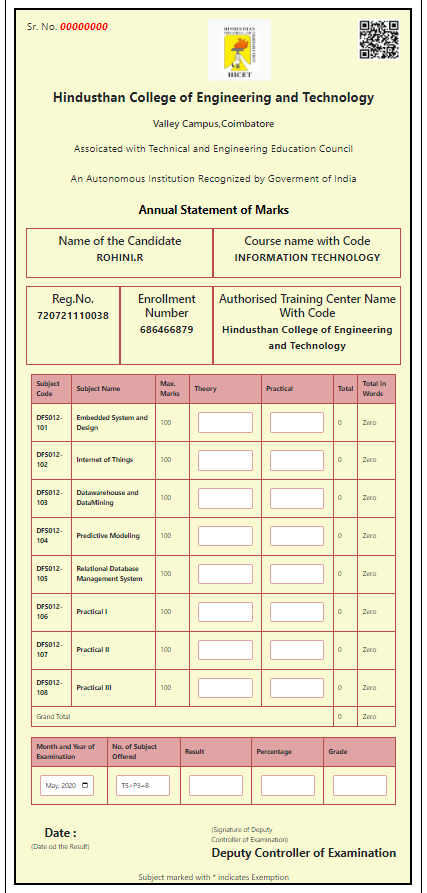 Sr. No. 00000000
HINDUSTHAN
HICET
Hindusthan College of Engineering and Technology
Valley Campus,Coimbatore
Assoicated with Technical and Engineering Education Council
An Autonomous Institution Recognized by Goverment of India
Annual Statement of Marks
Name of the Candidate
ROHINI.R
Course name with Code
INFORMATION TECHNOLOGY
Reg.No.
720721110038
Enrollment
Number
686466879
Authorised Training Center Name
With Code
Hindusthan College of Engineering
and Technology
Subject Code Subject Name Max. Marks Theory Practical Total Total in Words
DFS012-101 Embedded System and Design 100 0 Zero
DFS012-102 Internet of Things 100 0 Zero
DFS012-103 Datawarehouse and DataMining 100 0 Zero
DFS012-104 Predictive Modeling 100 0 Zero
DFS012-105 Relational Database Management System 100 0 Zero
DFS012-106 Practical I 100 0 Zero
DFS012-107 Practical II 100 0 Zero
DFS012-108 Practical III 100 0 Zero
Grand Total 0 Zero
Month and Year of Examination No. of Subject Offered Result Percentage Grade
May, 2020 T5+P3=8
Date :
(Date od the Result)
(Signature of Deputy
Controller of Examination)
Deputy Controller of Examination
Subject marked with * indicates Exemption